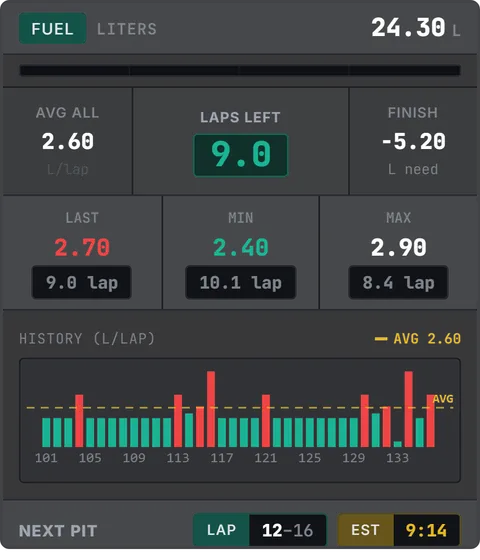 FUEL LITERS 24.30 L
AVG ALL LAPS LEFT FINISH
2.60 9.0 -5.20
L/lap L need
LAST MIN MAX
2.70 2.40 2.90
9.0 lap 10.1 lap 8.4 lap
HISTORY (L/LAP) AVG 2.60
AVG
101 105 109 113 117 121 125 129 133
NEXT PIT LAP 12–16 EST 9:14